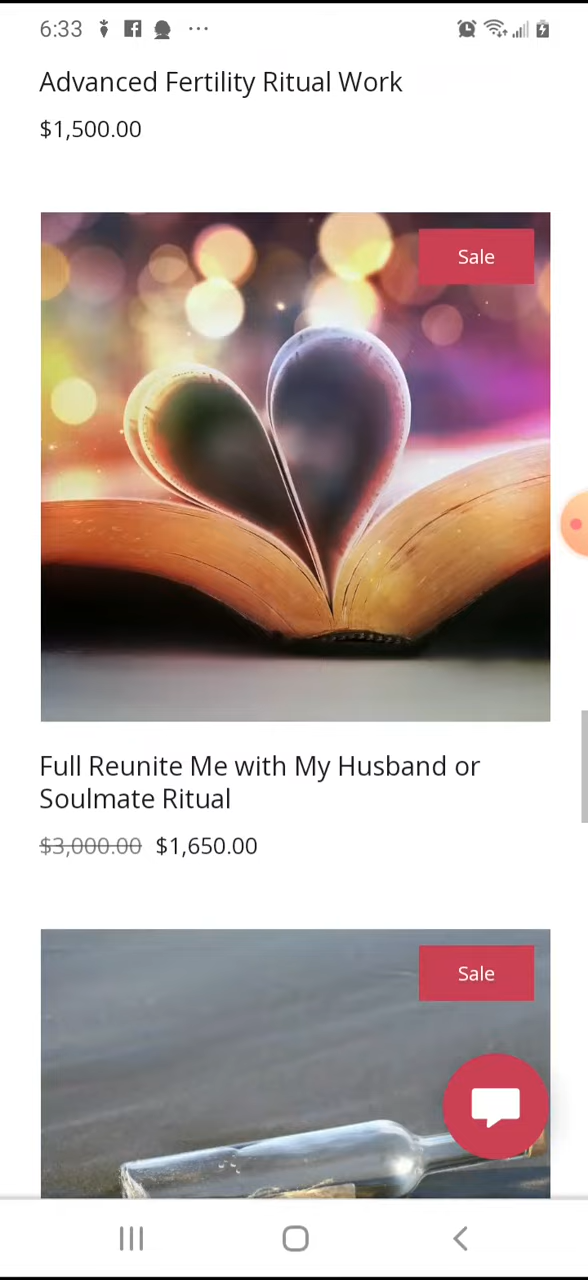 6:33
Advanced Fertility Ritual Work
$1,500.00
Sale
Full Reunite Me with My Husband or
Soulmate Ritual
$3,000.00 $1,650.00
Sale